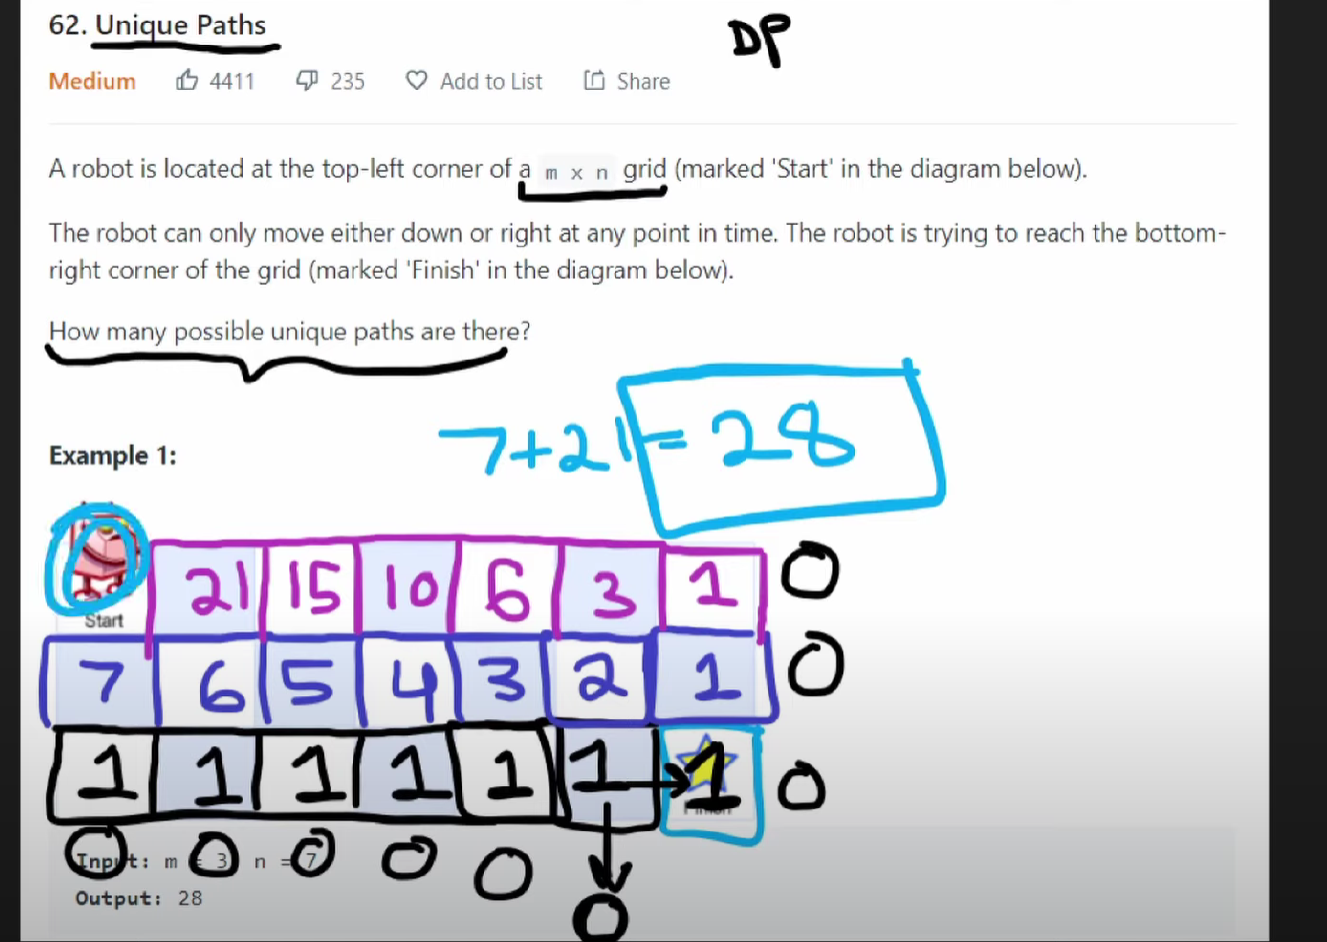 62. Unique Paths
DP
Medium 4411 235 Add to List Share
A robot is located at the top-left corner of a m x n grid (marked 'Start' in the diagram below).
The robot can only move either down or right at any point in time. The robot is trying to reach the bottom-
right corner of the grid (marked 'Finish' in the diagram below).
How many possible unique paths are there?
7+21 = 28
Example 1:
Start
21 15 10 6 3 1 0
7 6 5 4 3 2 1 0
1 1 1 1 1 1 1 0
0 0 0 0 0 0
Input: m = 3, n = 7
Output: 28